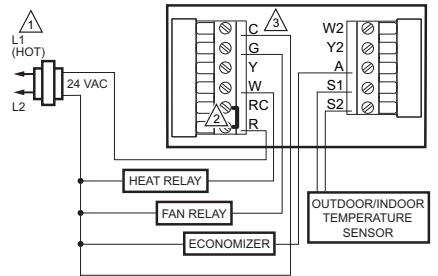 1
L1
(HOT)
L2
24 VAC
3
C
G
Y
W
RC
R
2
W2
Y2
A
S1
S2
HEAT RELAY
FAN RELAY
ECONOMIZER
OUTDOOR/INDOOR
TEMPERATURE
SENSOR